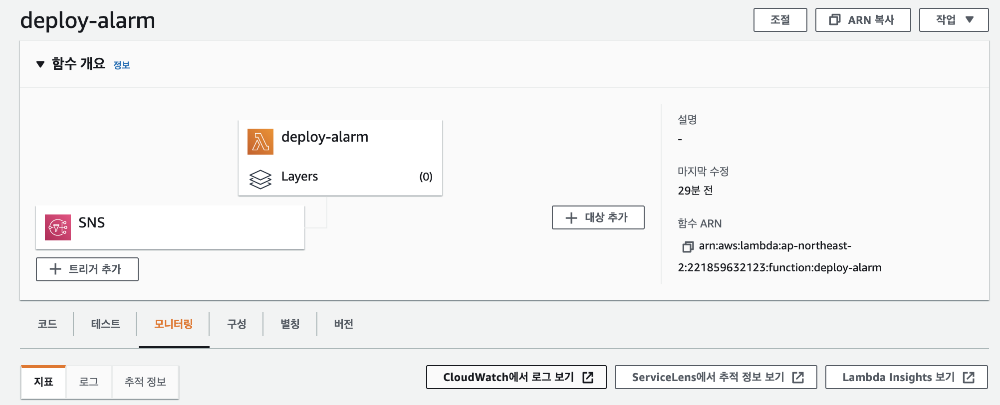 deploy-alarm
조절
ARN 복사
작업
함수 개요 정보
deploy-alarm
Layers (0)
SNS
트리거 추가
대상 추가
설명
-
마지막 수정
29분 전
함수 ARN
arn:aws:lambda:ap-northeast-
2:221859632123:function:deploy-alarm
코드
테스트
모니터링
구성
별칭
버전
지표
로그
추적 정보
CloudWatch에서 로그 보기
ServiceLens에서 추적 정보 보기
Lambda Insights 보기